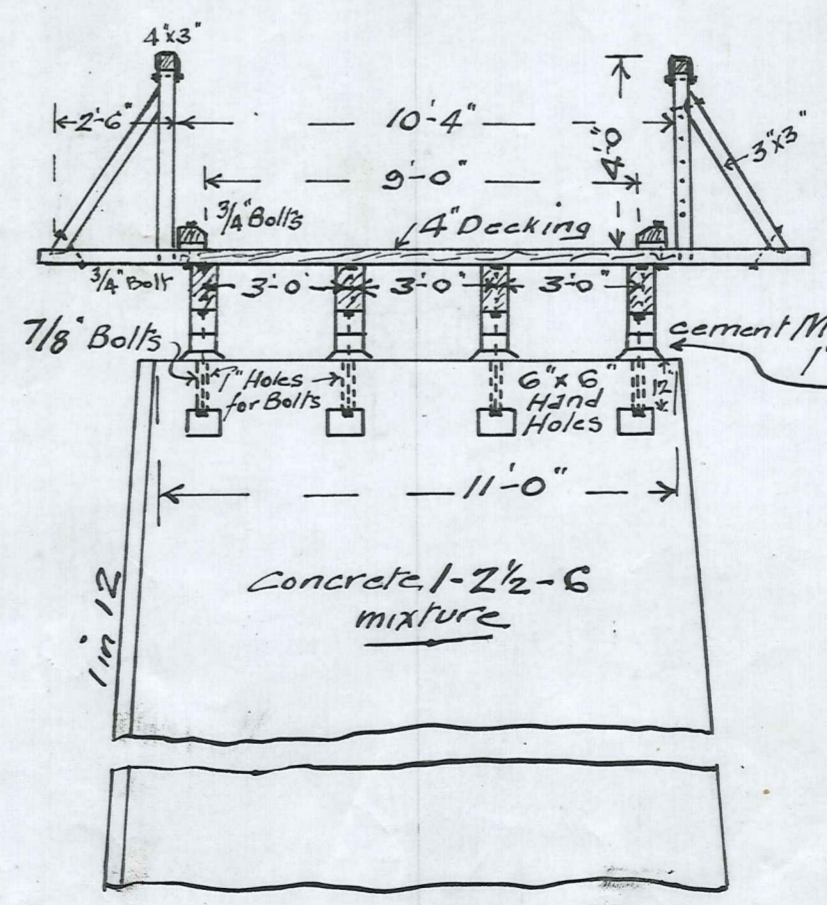 4"x3"
2'-6"
10'-4"
4'-0
3"x3"
9'-0"
3/4" Bolts
4" Decking
3/4" Bolt
3'-0"
3'-0"
3'-0"
7/8" Bolts
cement M
1"
1" Holes
for Bolts
6" x 6"
Hand
Holes
12
11'-0"
Concrete 1-2½-6
mixture
1 in 12